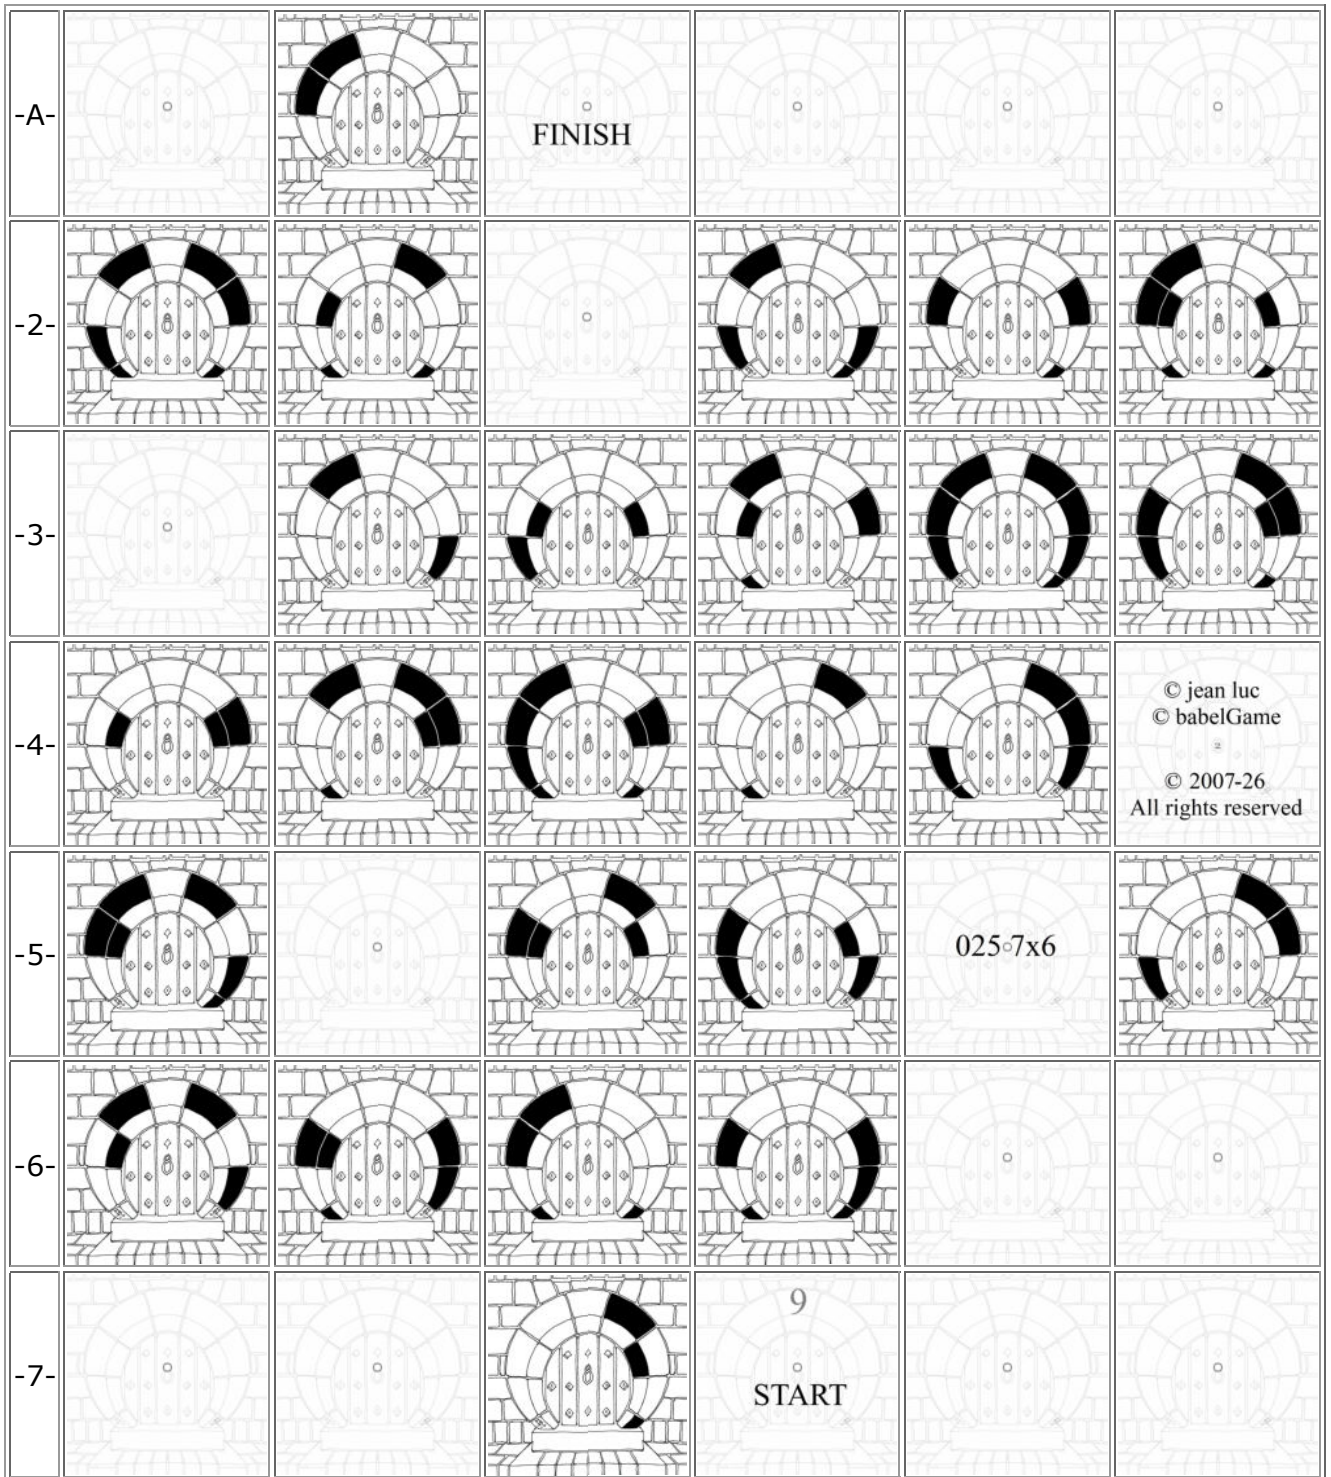 -A-
FINISH
-2-
-3-
-4-
© jean luc
© babelGame
© 2007-26
All rights reserved
-5-
025-7x6
-6-
-7-
9
START